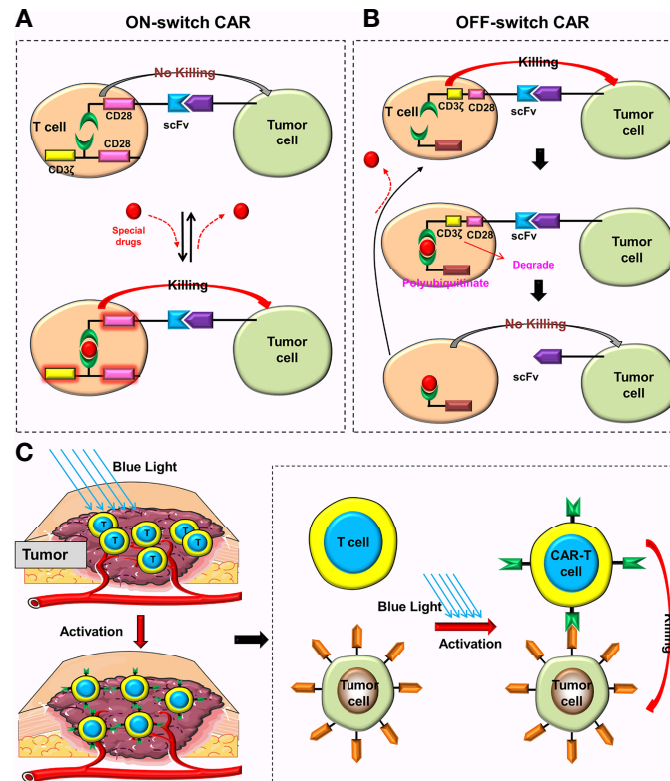 A
ON-switch CAR
No Killing
T cell
CD28
scFv
Tumor
cell
CD3ζ
CD28
Special
drugs
Killing
Tumor
cell
B
OFF-switch CAR
Killing
T cell
CD3ζ
CD28
scFv
Tumor
cell
CD3ζ
CD28
scFv
Degrade
Polyubiquitinate
Tumor
cell
No Killing
scFv
Tumor
cell
C
Blue Light
T
T
T
T
T
T
Tumor
Activation
T cell
Blue Light
Activation
CAR-T
cell
Killing
Tumor
cell
Tumor
cell